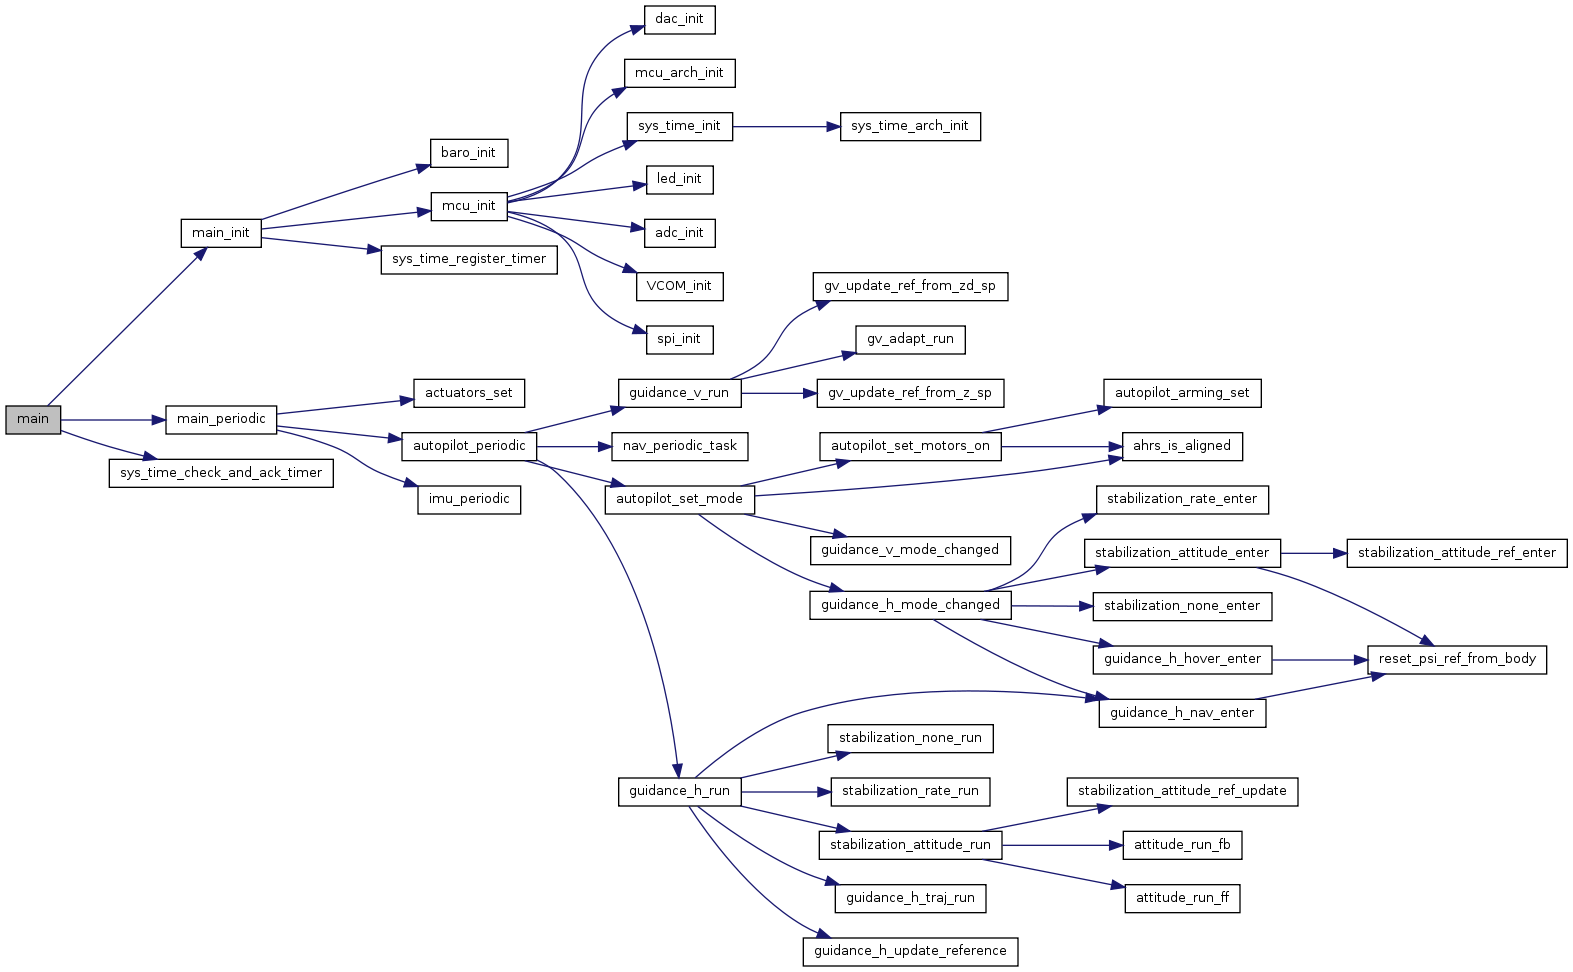 dac_init
mcu_arch_init
sys_time_init
sys_time_arch_init
baro_init
led_init
mcu_init
main_init
adc_init
sys_time_register_timer
VCOM_init
gv_update_ref_from_zd_sp
spi_init
gv_adapt_run
actuators_set
guidance_v_run
gv_update_ref_from_z_sp
autopilot_arming_set
main
main_periodic
autopilot_periodic
nav_periodic_task
autopilot_set_motors_on
ahrs_is_aligned
sys_time_check_and_ack_timer
imu_periodic
autopilot_set_mode
stabilization_rate_enter
guidance_v_mode_changed
stabilization_attitude_enter
stabilization_attitude_ref_enter
guidance_h_mode_changed
stabilization_none_enter
guidance_h_hover_enter
reset_psi_ref_from_body
guidance_h_nav_enter
stabilization_none_run
guidance_h_run
stabilization_rate_run
stabilization_attitude_ref_update
stabilization_attitude_run
attitude_run_fb
guidance_h_traj_run
attitude_run_ff
guidance_h_update_reference